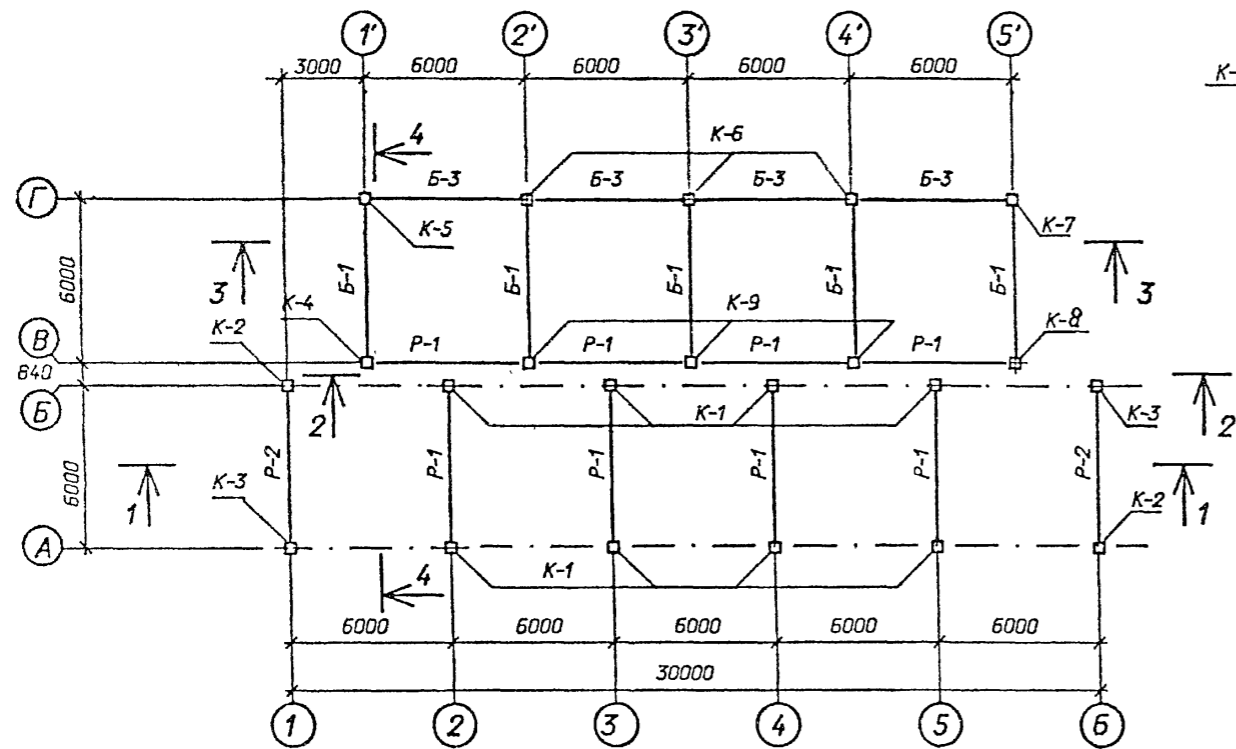 1' 2' 3' 4' 5'
3000 6000 6000 6000 6000
К-
4 К-6
Г Б-3 Б-3 Б-3 Б-3
К-5 К-7
6000 Б-1 Б-1 Б-1 Б-1 Б-1
3 3
К-4 К-9
К-2 К-8
В Р-1 Р-1 Р-1 Р-1
840
Б К-1 К-3
2 2
6000 Р-2 Р-1 Р-1 Р-1 Р-1 Р-2
К-3 К-2
1 1
А
4 К-1
6000 6000 6000 6000 6000
30000
1 2 3 4 5 6